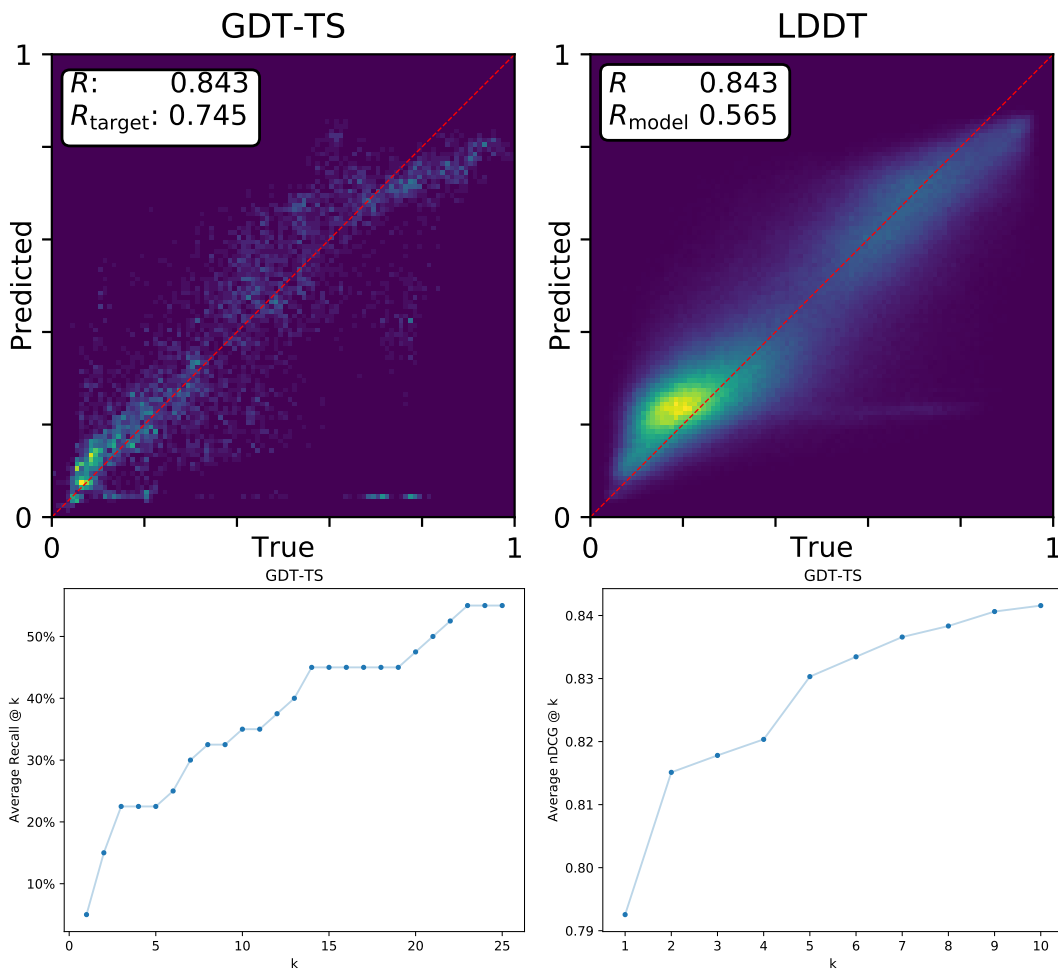 GDT-TS
1
R: 0.843
R_target: 0.745
Predicted
0
0
True
1
LDDT
1
R 0.843
R_model 0.565
Predicted
0
0
True
1
GDT-TS
50%
40%
30%
20%
10%
Average Recall @ k
0 5 10 15 20 25
k
GDT-TS
0.84
0.83
0.82
0.81
0.80
0.79
Average nDCG @ k
1 2 3 4 5 6 7 8 9 10
k